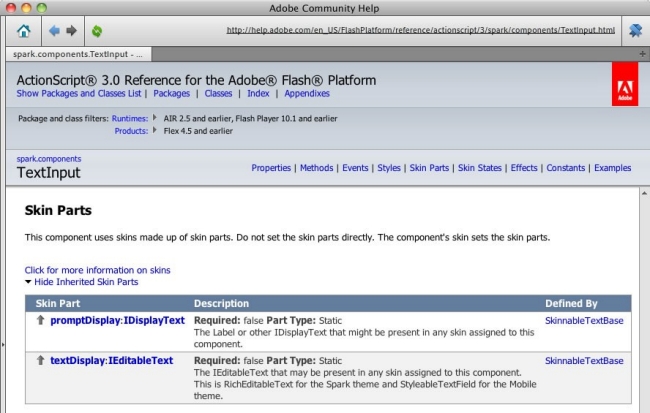 Adobe Community Help
http://help.adobe.com/en_US/FlashPlatform/reference/actionscript/3/spark/components/TextInput.html
spark.components.TextInput - ...
ActionScript® 3.0 Reference for the Adobe® Flash® Platform
Show Packages and Classes List | Packages | Classes | Index | Appendixes
Adobe
Package and class filters: Runtimes: AIR 2.5 and earlier, Flash Player 10.1 and earlier
Products: Flex 4.5 and earlier
spark.components
TextInput
Properties | Methods | Events | Styles | Skin Parts | Skin States | Effects | Constants | Examples
Skin Parts
This component uses skins made up of skin parts. Do not set the skin parts directly. The component's skin sets the skin parts.
Click for more information on skins
Hide Inherited Skin Parts
Skin Part Description Defined By
promptDisplay:IDisplayText Required: false Part Type: Static SkinnableTextBase
The Label or other IDisplayText that might be present in any skin assigned to this
component.
textDisplay:IEditableText Required: false Part Type: Static SkinnableTextBase
The IEditableText that may be present in any skin assigned to this component.
This is RichEditableText for the Spark theme and StyleableTextField for the Mobile
theme.